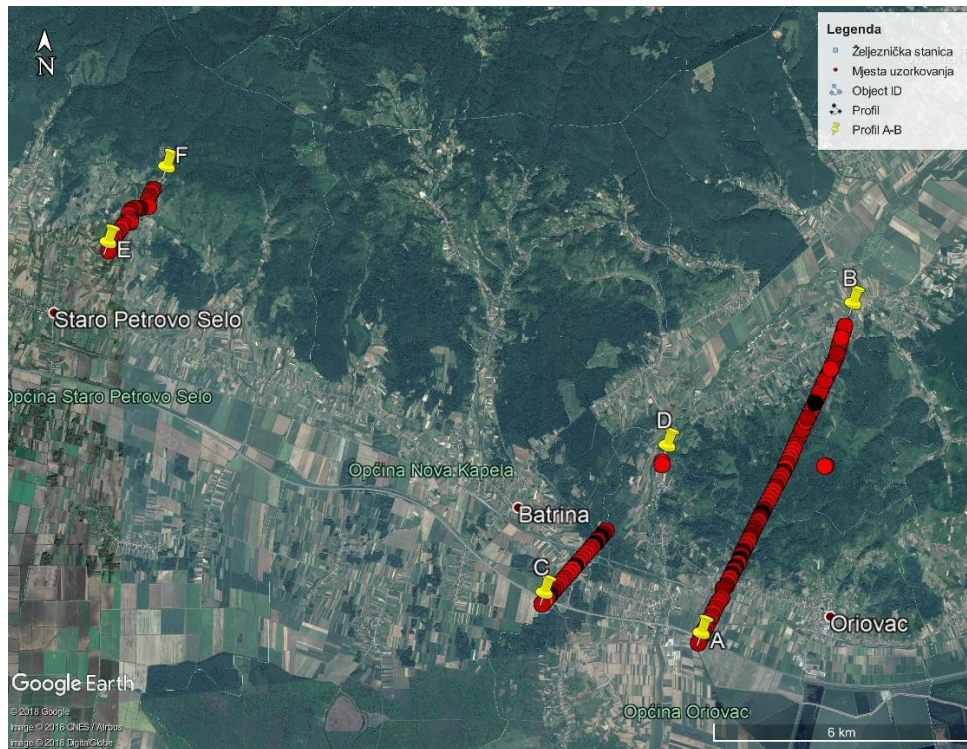 N
Legenda
Željeznička stanica
Mjesta uzorkovanja
Object ID
Profil
Profil A-B
F
E
Staro Petrovo Selo
B
Općina Staro Petrovo Selo
D
Općina Nova Kapela
Batrina
C
A
Oriovac
Google Earth
© 2018 Google
Image © 2018 CNES / Airbus
Image © 2018 DigitalGlobe
Općina Oriovac
6 km